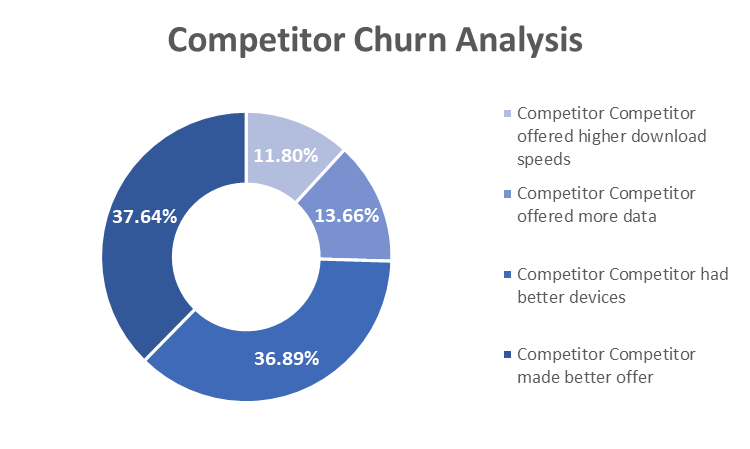 Competitor Churn Analysis
11.80%
13.66%
36.89%
37.64%
Competitor Competitor
offered higher download
speeds
Competitor Competitor
offered more data
Competitor Competitor had
better devices
Competitor Competitor
made better offer